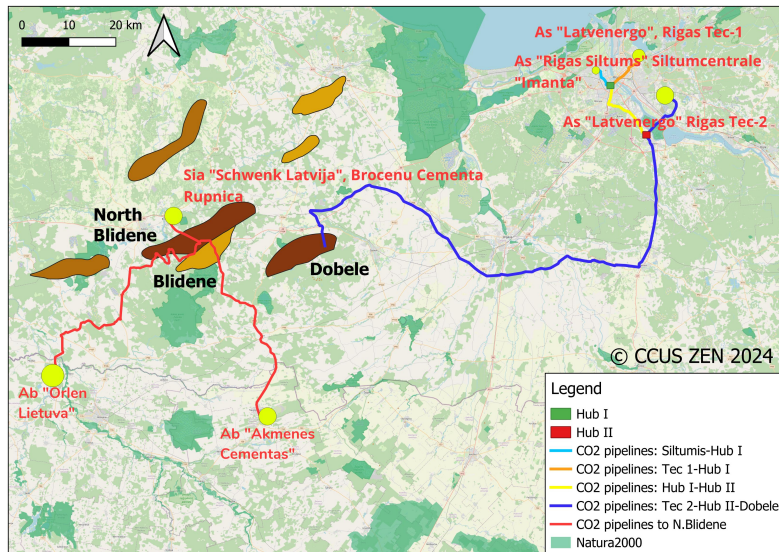 0 10 20 km
As "Latvenergo", Rigas Tec-1
As "Rigas Siltums" Siltumcentrale
"Imanta"
As "Latvenergo" Rigas Tec-2
Sia "Schwenk Latvija", Brocenu Cementa
Rupnica
North
Blidene
Blidene
Dobele
© CCUS ZEN 2024
Ab "Orlen
Lietuva"
Ab "Akmenes
Cementas"
Legend
Hub I
Hub II
CO2 pipelines: Siltumis-Hub I
CO2 pipelines: Tec 1-Hub I
CO2 pipelines: Hub I-Hub II
CO2 pipelines: Tec 2-Hub II-Dobele
CO2 pipelines to N.Blidene
Natura2000